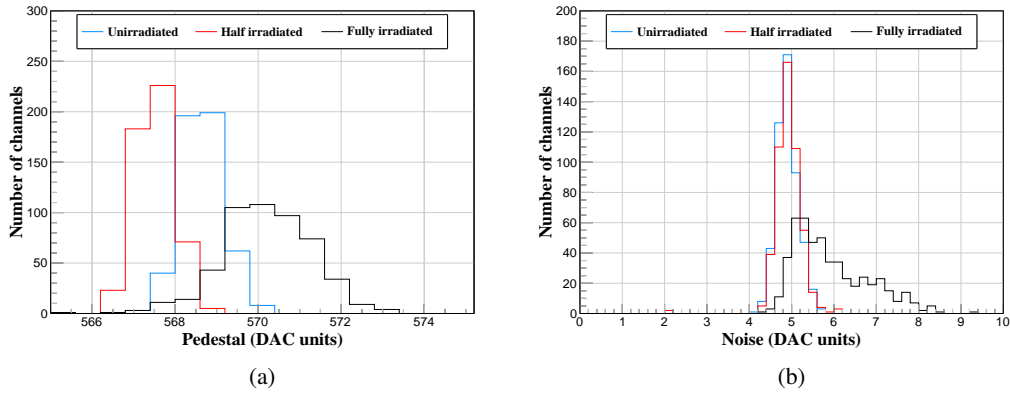 300
250
200
150
100
50
0
Number of channels
Unirradiated Half irradiated Fully irradiated
566 568 570 572 574
Pedestal (DAC units)
(a)
200
180
160
140
120
100
80
60
40
20
0
Number of channels
Unirradiated Half irradiated Fully irradiated
0 1 2 3 4 5 6 7 8 9 10
Noise (DAC units)
(b)